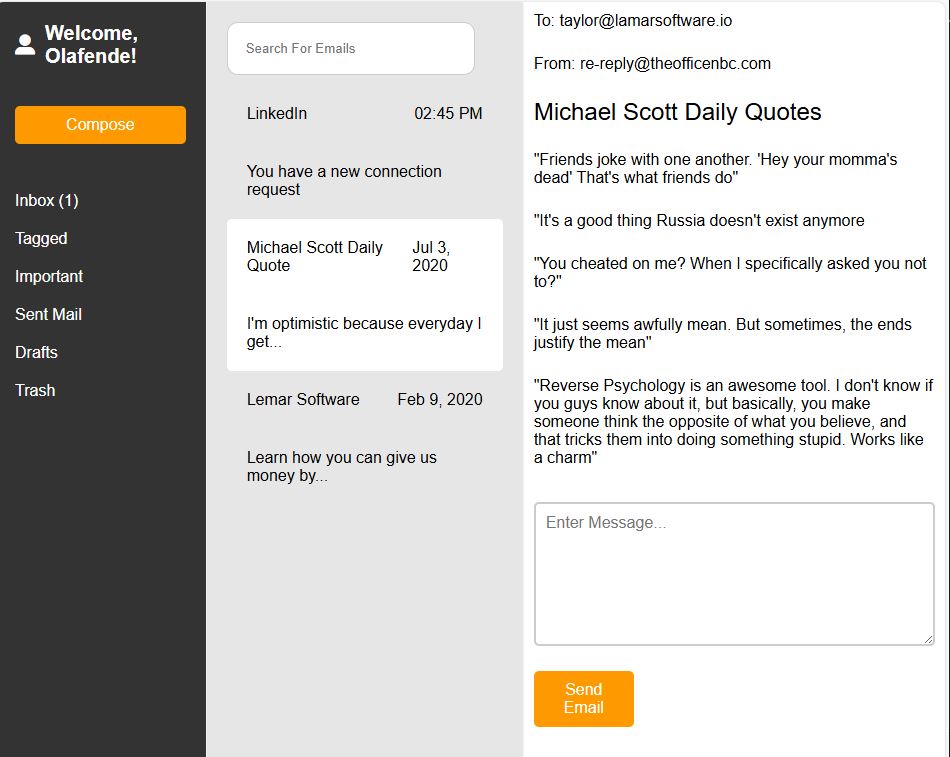 Welcome,
Olafende!
Compose
Inbox (1)
Tagged
Important
Sent Mail
Drafts
Trash
Search For Emails
LinkedIn 02:45 PM
You have a new connection
request
Michael Scott Daily Jul 3,
Quote 2020
I'm optimistic because everyday I
get...
Lemar Software Feb 9, 2020
Learn how you can give us
money by...
To: taylor@lamarsoftware.io
From: re-reply@theofficenbc.com
Michael Scott Daily Quotes
"Friends joke with one another. 'Hey your momma's
dead' That's what friends do"
"It's a good thing Russia doesn't exist anymore
"You cheated on me? When I specifically asked you not
to?"
"It just seems awfully mean. But sometimes, the ends
justify the mean"
"Reverse Psychology is an awesome tool. I don't know if
you guys know about it, but basically, you make
someone think the opposite of what you believe, and
that tricks them into doing something stupid. Works like
a charm"
Enter Message...
Send
Email